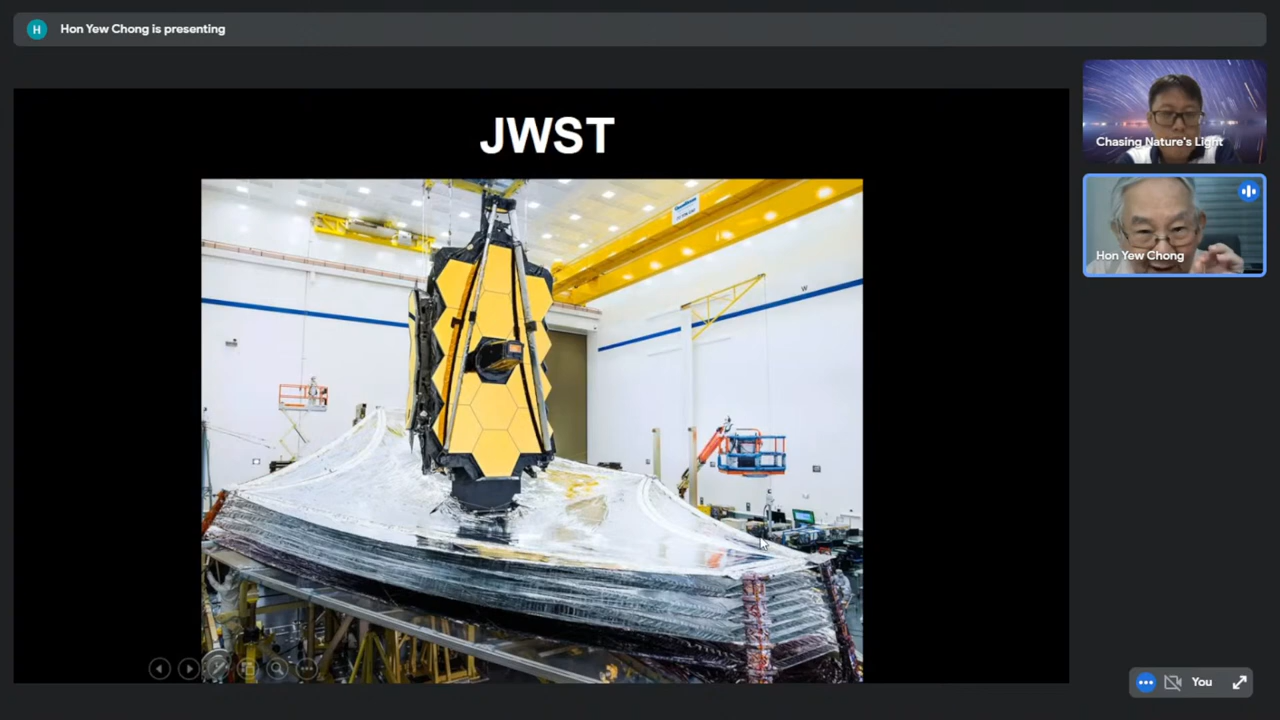 H
Hon Yew Chong is presenting
JWST
W
Chasing Nature's Light
Hon Yew Chong
You